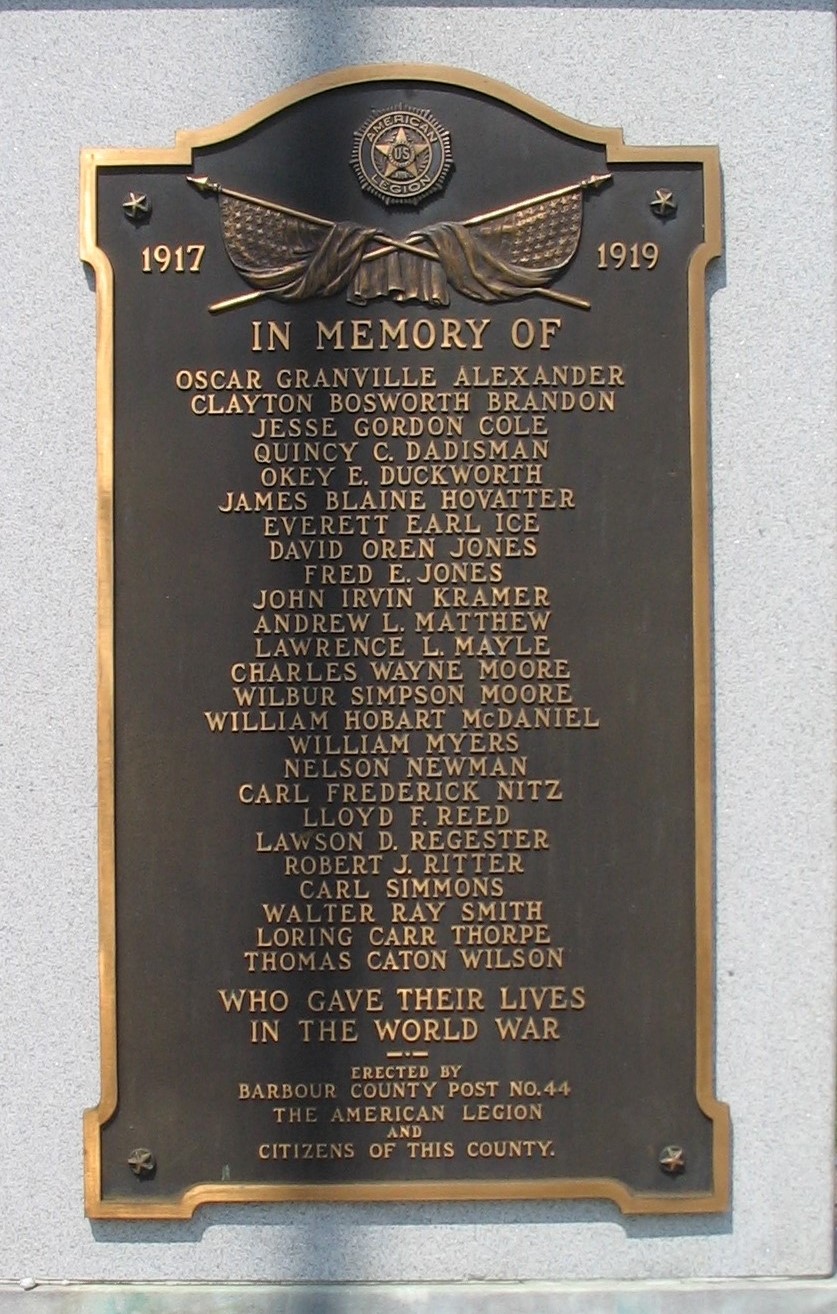 AMERICAN
US
LEGION
1917 1919
IN MEMORY OF
OSCAR GRANVILLE ALEXANDER
CLAYTON BOSWORTH BRANDON
JESSE GORDON COLE
QUINCY C. DADISMAN
OKEY E. DUCKWORTH
JAMES BLAINE HOVATTER
EVERETT EARL ICE
DAVID OREN JONES
FRED E. JONES
JOHN IRVIN KRAMER
ANDREW L. MATTHEW
LAWRENCE L. MAYLE
CHARLES WAYNE MOORE
WILBUR SIMPSON MOORE
WILLIAM HOBART McDANIEL
WILLIAM MYERS
NELSON NEWMAN
CARL FREDERICK NITZ
LLOYD F. REED
LAWSON D. REGESTER
ROBERT J. RITTER
CARL SIMMONS
WALTER RAY SMITH
LORING CARR THORPE
THOMAS CATON WILSON
WHO GAVE THEIR LIVES
IN THE WORLD WAR
ERECTED BY
BARBOUR COUNTY POST NO. 44
THE AMERICAN LEGION
AND
CITIZENS OF THIS COUNTY.